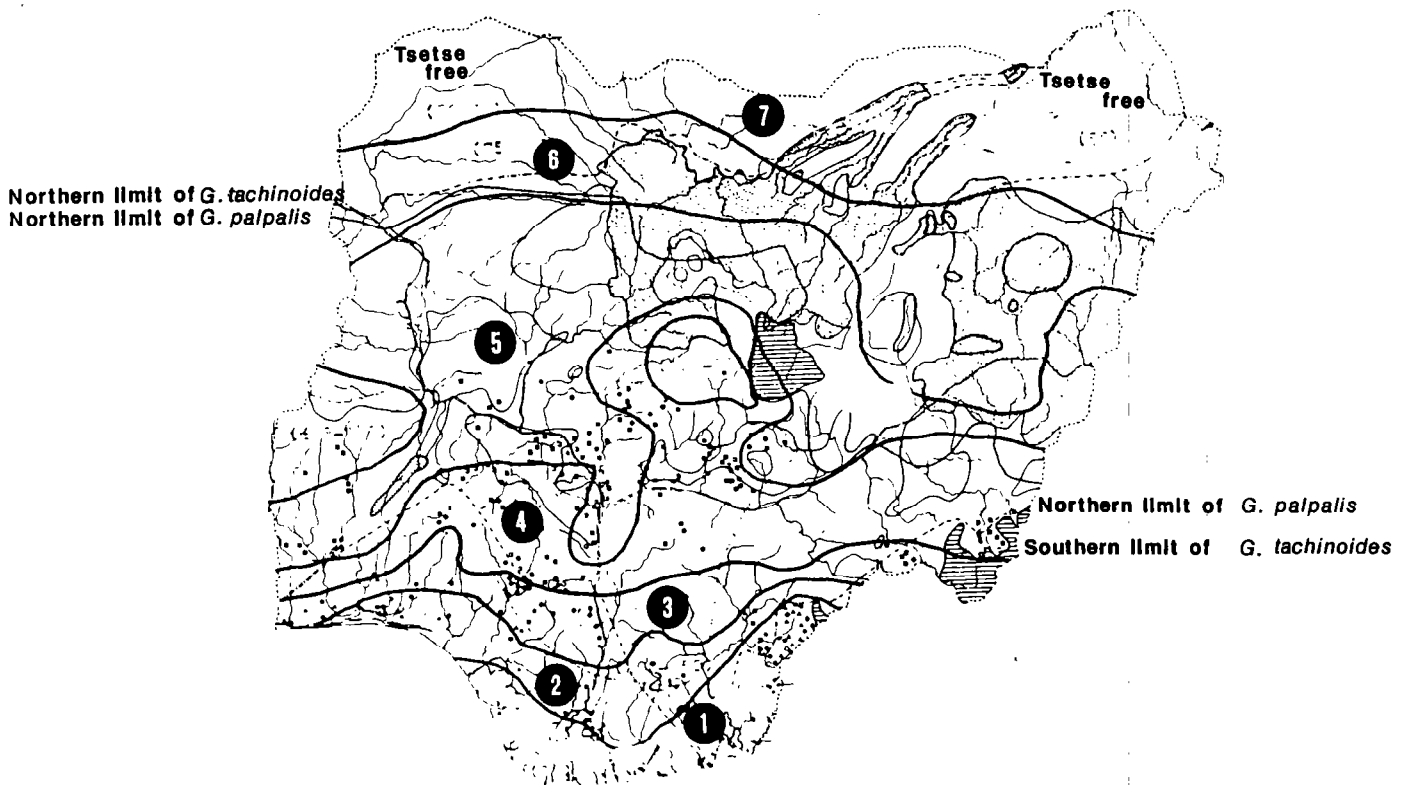 Tsetse
free
Tsetse
free
7
6
Northern limit of G. tachinoides
Northern limit of G. palpalis
5
4
Northern limit of G. palpalis
Southern limit of G. tachinoides
3
2
1